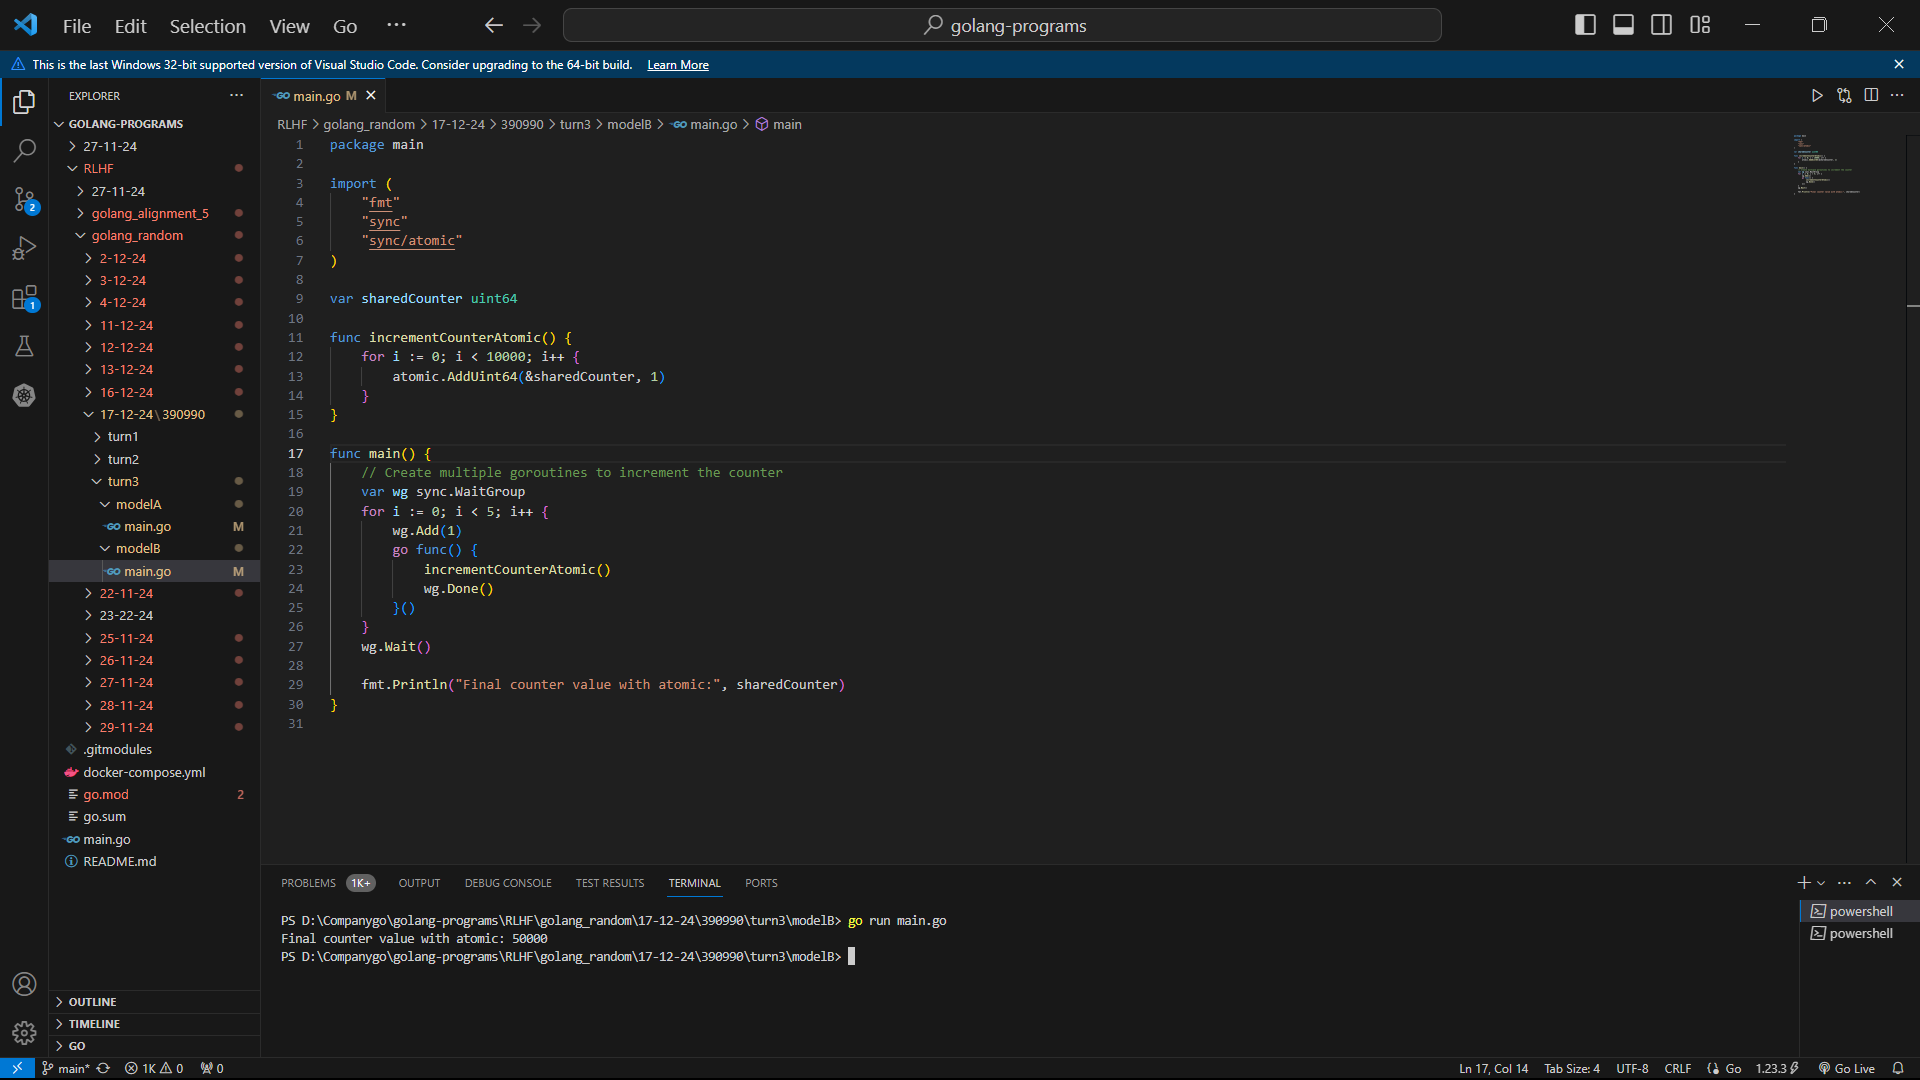 File Edit Selection View Go ··· golang-programs
This is the last Windows 32-bit supported version of Visual Studio Code. Consider upgrading to the 64-bit build. Learn More
EXPLORER
GOLANG-PROGRAMS
27-11-24
RLHF
27-11-24
golang_alignment_5
golang_random
2-12-24
3-12-24
4-12-24
11-12-24
12-12-24
13-12-24
16-12-24
17-12-24\390990
turn1
turn2
turn3
modelA
main.go M
modelB
main.go M
22-11-24
23-22-24
25-11-24
26-11-24
27-11-24
28-11-24
29-11-24
.gitmodules
docker-compose.yml
go.mod 2
go.sum
main.go
README.md
OUTLINE
TIMELINE
GO
2
1
main.go M
RLHF > golang_random > 17-12-24 > 390990 > turn3 > modelB > main.go > main
1 package main
2
3 import (
4 "fmt"
5 "sync"
6 "sync/atomic"
7 )
8
9 var sharedCounter uint64
10
11 func incrementCounterAtomic() {
12 for i := 0; i < 10000; i++ {
13 atomic.AddUint64(&sharedCounter, 1)
14 }
15 }
16
17 func main() {
18 // Create multiple goroutines to increment the counter
19 var wg sync.WaitGroup
20 for i := 0; i < 5; i++ {
21 wg.Add(1)
22 go func() {
23 incrementCounterAtomic()
24 wg.Done()
25 }()
26 }
27 wg.Wait()
28
29 fmt.Println("Final counter value with atomic:", sharedCounter)
30 }
31
PROBLEMS 1K+ OUTPUT DEBUG CONSOLE TEST RESULTS TERMINAL PORTS
PS D:\Companygo\golang-programs\RLHF\golang_random\17-12-24\390990\turn3\modelB> go run main.go
Final counter value with atomic: 50000
PS D:\Companygo\golang-programs\RLHF\golang_random\17-12-24\390990\turn3\modelB>
powershell
powershell
main* 1K 0 0 Ln 17, Col 14 Tab Size: 4 UTF-8 CRLF Go 1.23.3 Go Live